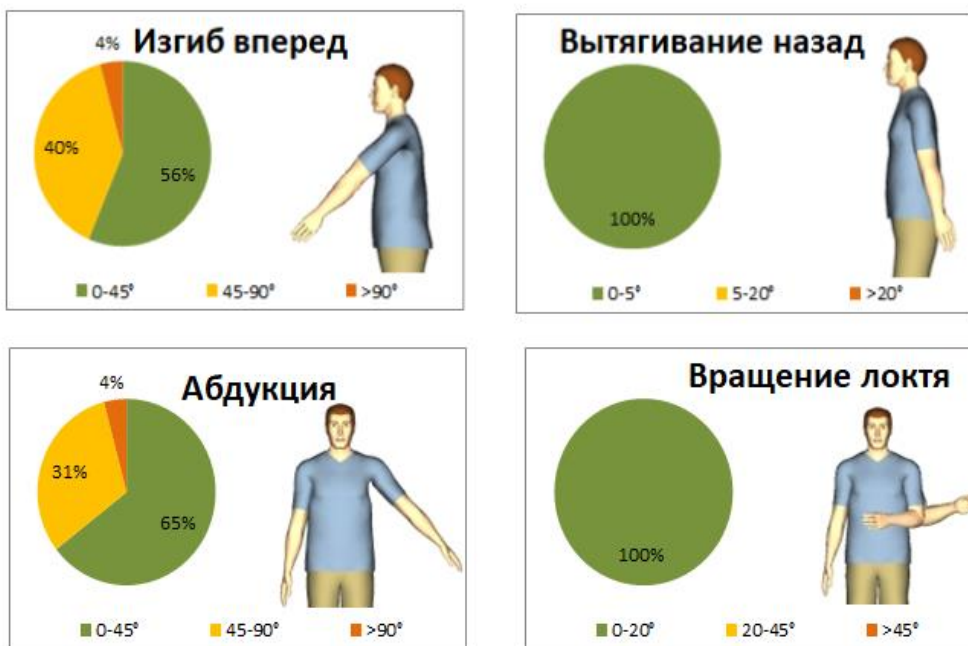 Изгиб вперед
4%
40%
56%
0-45° 45-90° >90°
Вытягивание назад
100%
0-5° 5-20° >20°
Абдукция
4%
31%
65%
0-45° 45-90° >90°
Вращение локтя
100%
0-20° 20-45° >45°